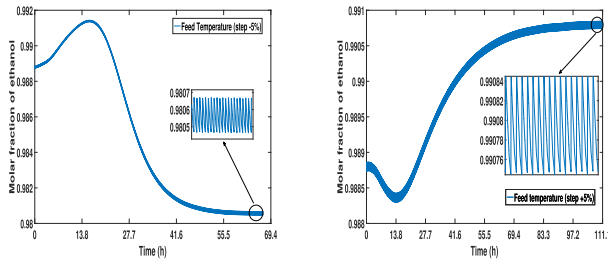 0.992
0.99
0.988
0.986
0.984
0.982
0.98
Molar fraction of ethanol
Feed Temperature (step -5%)
0.9807
0.9806
0.9805
0 13.8 27.7 41.6 55.5 69.4
Time (h)
0.991
0.9905
0.99
0.9895
0.989
0.9885
0.988
Molar fraction of ethanol
0.99084
0.9908
0.99078
0.99076
Feed temperature (step +5%)
0 13.8 27.7 41.6 55.5 69.4 83.3 97.2 111.1
Time (h)